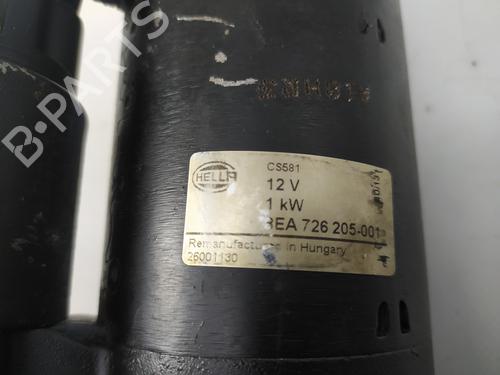 B-PARTS
HELLA
CS581
12 V
1 kW
8EA 726 205-001
Remanufactured in Hungary
26001130